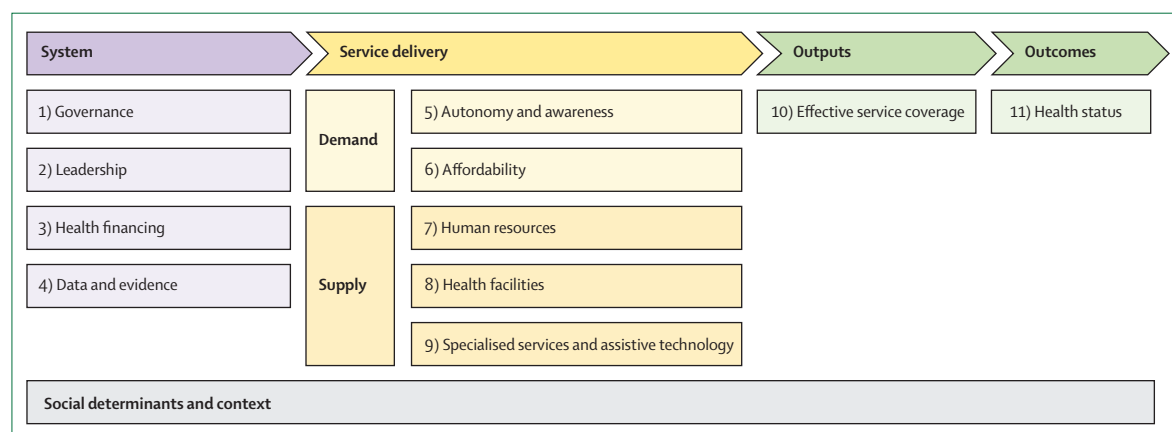 System
Service delivery
Outputs
Outcomes
1) Governance
2) Leadership
3) Health financing
4) Data and evidence
Demand
5) Autonomy and awareness
6) Affordability
Supply
7) Human resources
8) Health facilities
9) Specialised services and assistive technology
10) Effective service coverage
11) Health status
Social determinants and context